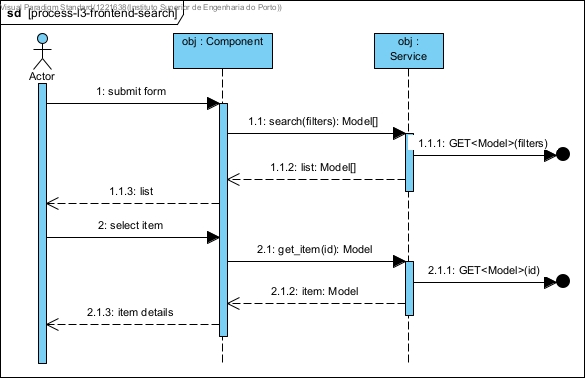 Visual Paradigm Standard(1221838(Instituto Superior de Engenharia do Porto))
sd [process-l3-frontend-search]
obj : Component
obj :
Service
Actor
1: submit form
1.1: search(filters): Model[]
1.1.1: GET<Model>(filters)
1.1.2: list: Model[]
1.1.3: list
2: select item
2.1: get_item(id): Model
2.1.1: GET<Model>(id)
2.1.2: item: Model
2.1.3: item details